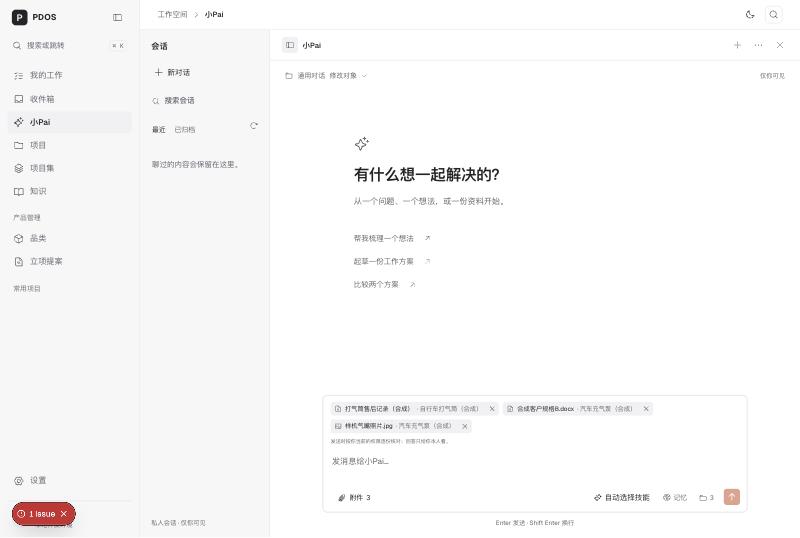 P PDOS
搜索或跳转 ⌘ K
我的工作
收件箱
小Pai
项目
项目集
知识
产品管理
品类
立项提案
常用项目
设置
1 Issue
工作空间 > 小Pai
会话
新对话
搜索会话
最近 已归档
聊过的内容会保留在这里。
私人会话 · 仅你可见
小Pai
通用对话 修改对象
仅你可见
有什么想一起解决的?
从一个问题、一个想法，或一份资料开始。
帮我梳理一个想法
起草一份工作方案
比较两个方案
打气筒售后记录（合成） · 自行车打气筒（合成）
合成客户规格B.docx · 汽车充气泵（合成）
样机气嘴照片.jpg · 汽车充气泵（合成）
发消息给小Pai…
附件 3
自动选择技能 记忆 3
Enter 发送 · Shift Enter 换行